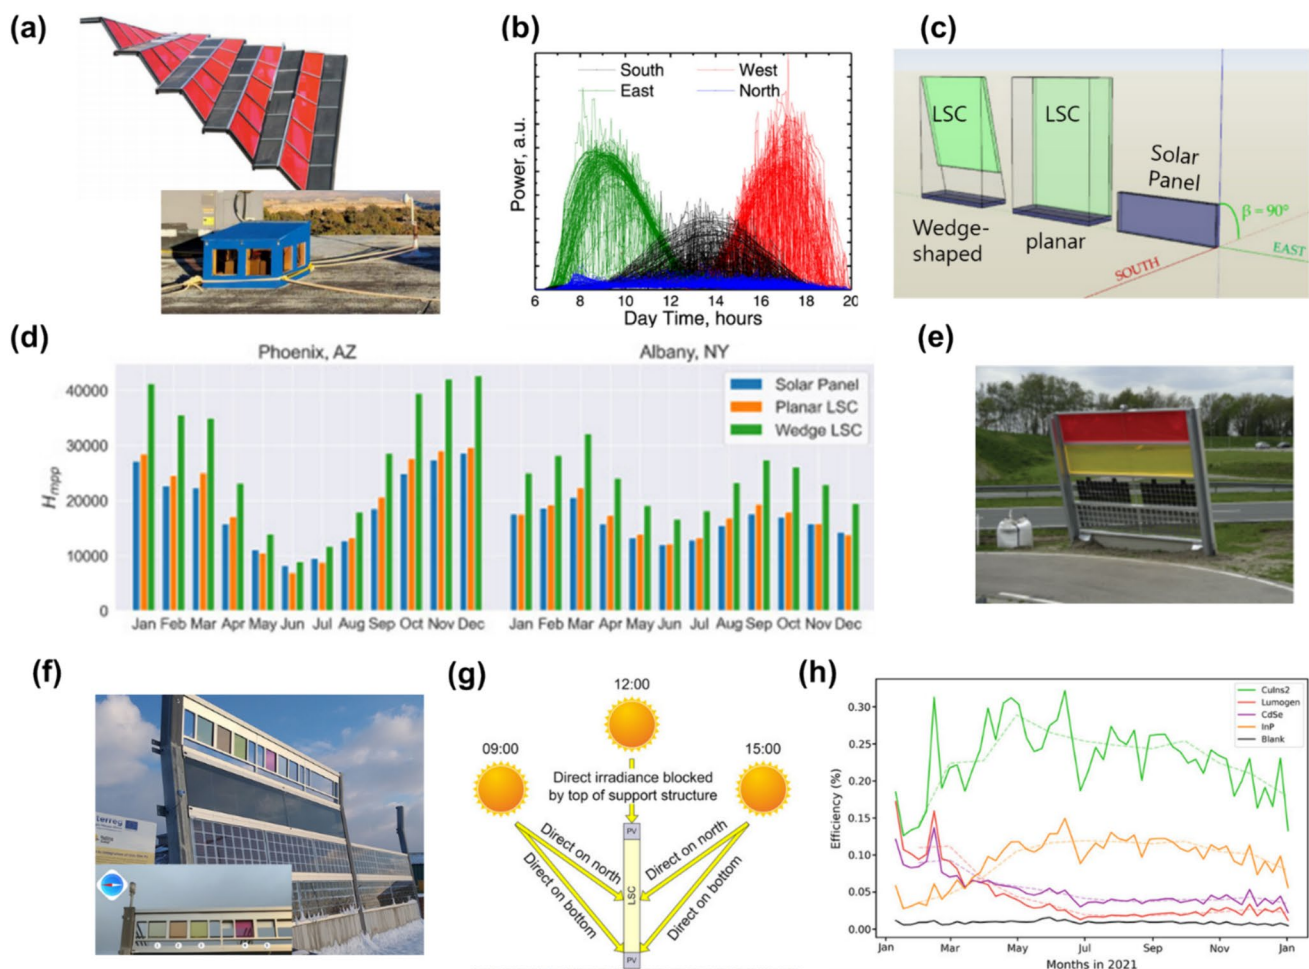 (a)
(b)
South West
East North
Power, a.u.
6 8 10 12 14 16 18 20
Day Time, hours
(c)
LSC
LSC
Solar
Panel
Wedge-
shaped
planar
β = 90°
EAST
SOUTH
(d)
Phoenix, AZ
Albany, NY
Solar Panel
Planar LSC
Wedge LSC
Hmpp
40000
30000
20000
10000
0
Jan Feb Mar Apr May Jun Jul Aug Sep Oct Nov Dec
Jan Feb Mar Apr May Jun Jul Aug Sep Oct Nov Dec
(e)
(f)
(g)
12:00
09:00
15:00
Direct irradiance blocked
by top of support structure
PV
Direct on north
Direct on bottom
LSC
Direct on north
Direct on bottom
PV
(h)
CuIns2
Lumogen
CdSe
InP
Blank
Efficiency (%)
0.30
0.25
0.20
0.15
0.10
0.05
0.00
Jan Mar May Jul Sep Nov Jan
Months in 2021